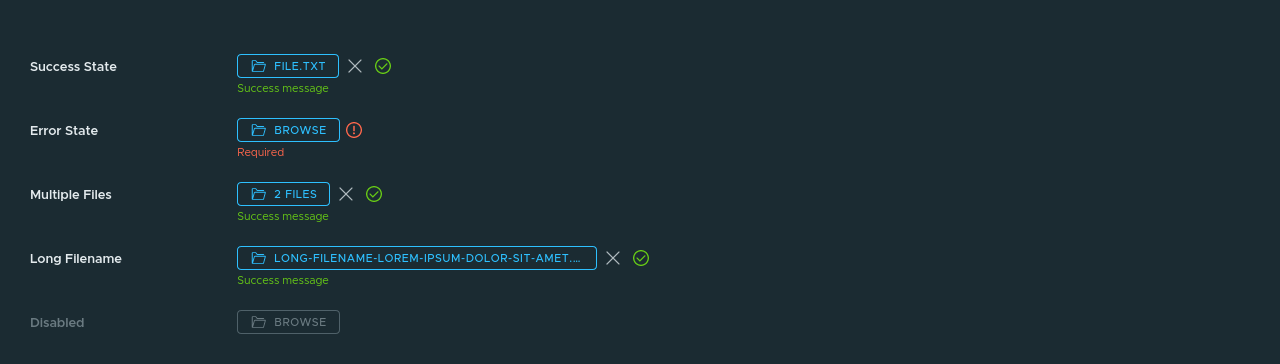 Success State
FILE.TXT
Success message
Error State
BROWSE
Required
Multiple Files
2 FILES
Success message
Long Filename
LONG-FILENAME-LOREM-IPSUM-DOLOR-SIT-AMET....
Success message
Disabled
BROWSE